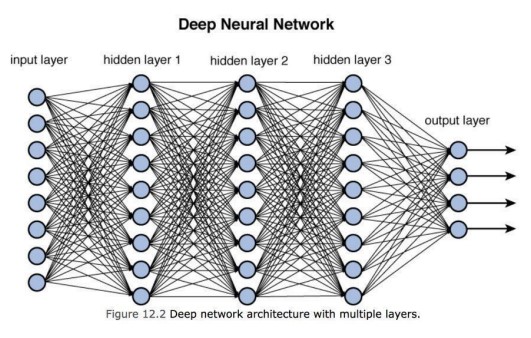 Deep Neural Network
input layer
hidden layer 1
hidden layer 2
hidden layer 3
output layer
Figure 12.2 Deep network architecture with multiple layers.